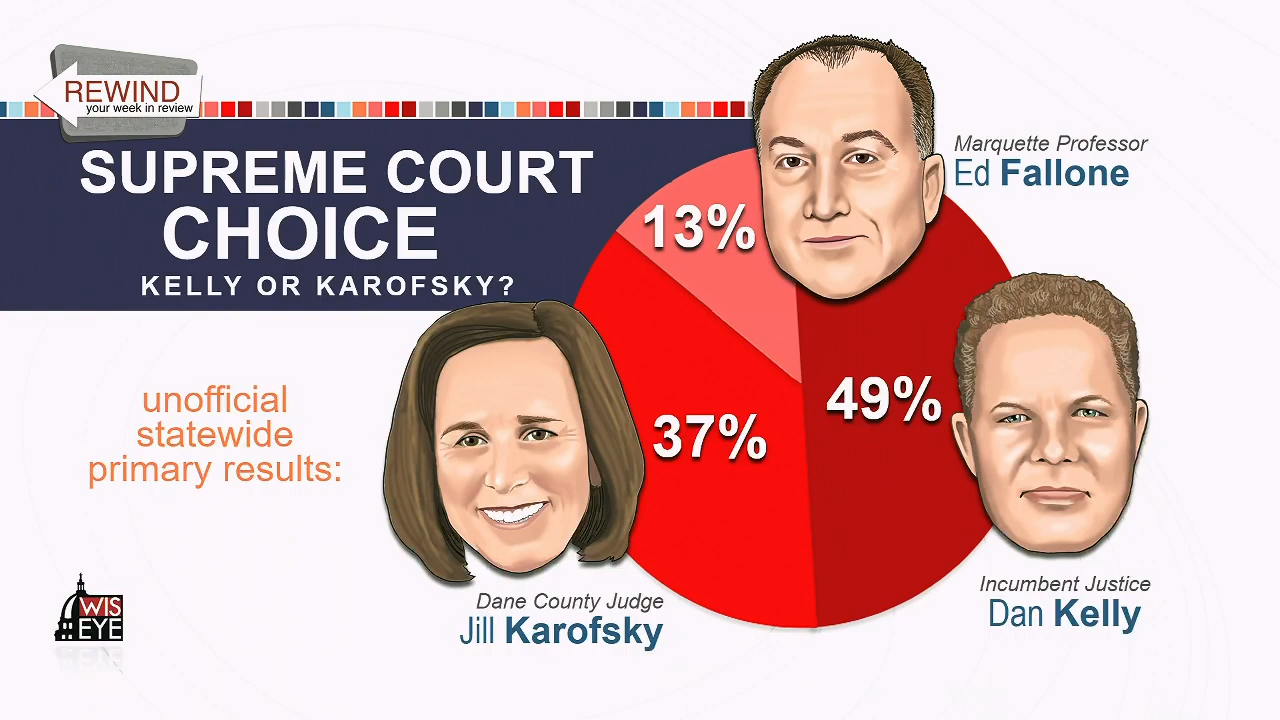 REWIND
your week in review
SUPREME COURT
CHOICE
KELLY OR KAROFSKY?
unofficial
statewide
primary results:
13%
Marquette Professor
Ed Fallone
49%
37%
Incumbent Justice
Dan Kelly
Dane County Judge
Jill Karofsky
WIS
EYE